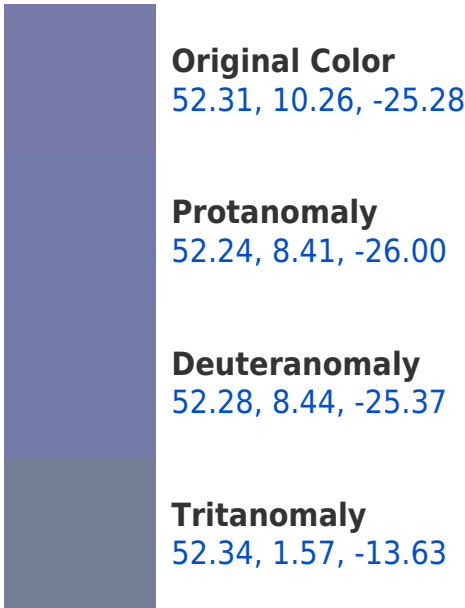 Original Color
52.31, 10.26, -25.28
Protanomaly
52.24, 8.41, -26.00
Deuteranomaly
52.28, 8.44, -25.37
Tritanomaly
52.34, 1.57, -13.63